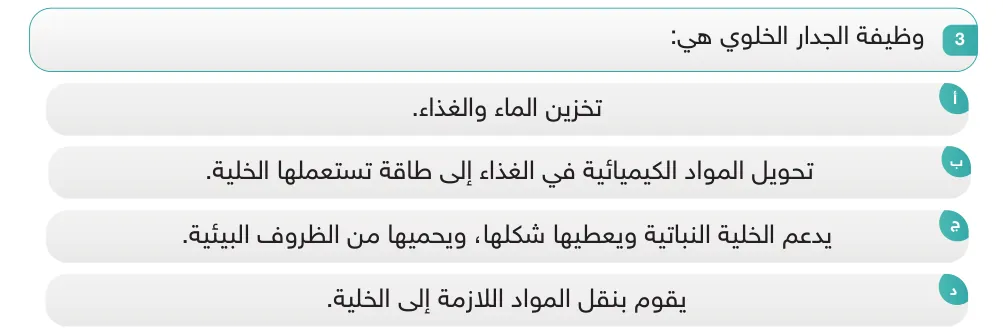 3 وظيفة الجدار الخلوي هي:
أ تخزين الماء والغذاء.
ب تحويل المواد الكيميائية في الغذاء إلى طاقة تستعملها الخلية.
ج يدعم الخلية النباتية ويعطيها شكلها، ويحميها من الظروف البيئية.
د يقوم بنقل المواد اللازمة إلى الخلية.